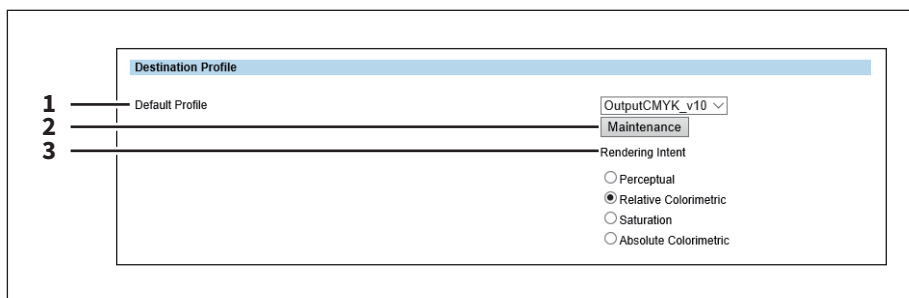 Destination Profile
1 Default Profile OutputCMYK_v10
2 Maintenance
3 Rendering Intent
Perceptual
Relative Colorimetric
Saturation
Absolute Colorimetric